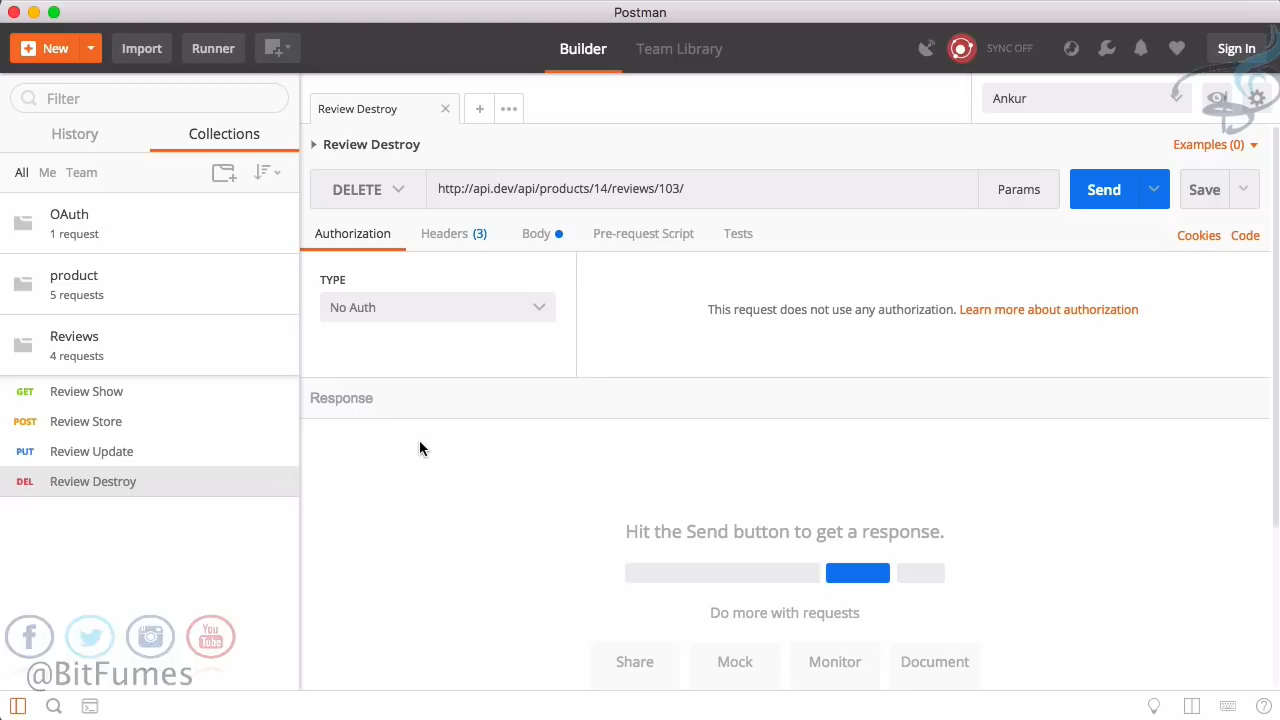 Postman
New
Import
Runner
Builder
Team Library
SYNC OFF
Sign In
Filter
History
Collections
All
Me
Team
OAuth
1 request
product
5 requests
Reviews
4 requests
GET Review Show
POST Review Store
PUT Review Update
DEL Review Destroy
Review Destroy
Ankur
Review Destroy
Examples (0)
DELETE
http://api.dev/api/products/14/reviews/103/
Params
Send
Save
Authorization
Headers (3)
Body
Pre-request Script
Tests
Cookies
Code
TYPE
No Auth
This request does not use any authorization. Learn more about authorization
Response
Hit the Send button to get a response.
Do more with requests
Share
Mock
Monitor
Document
You
Tube
@BitFumes